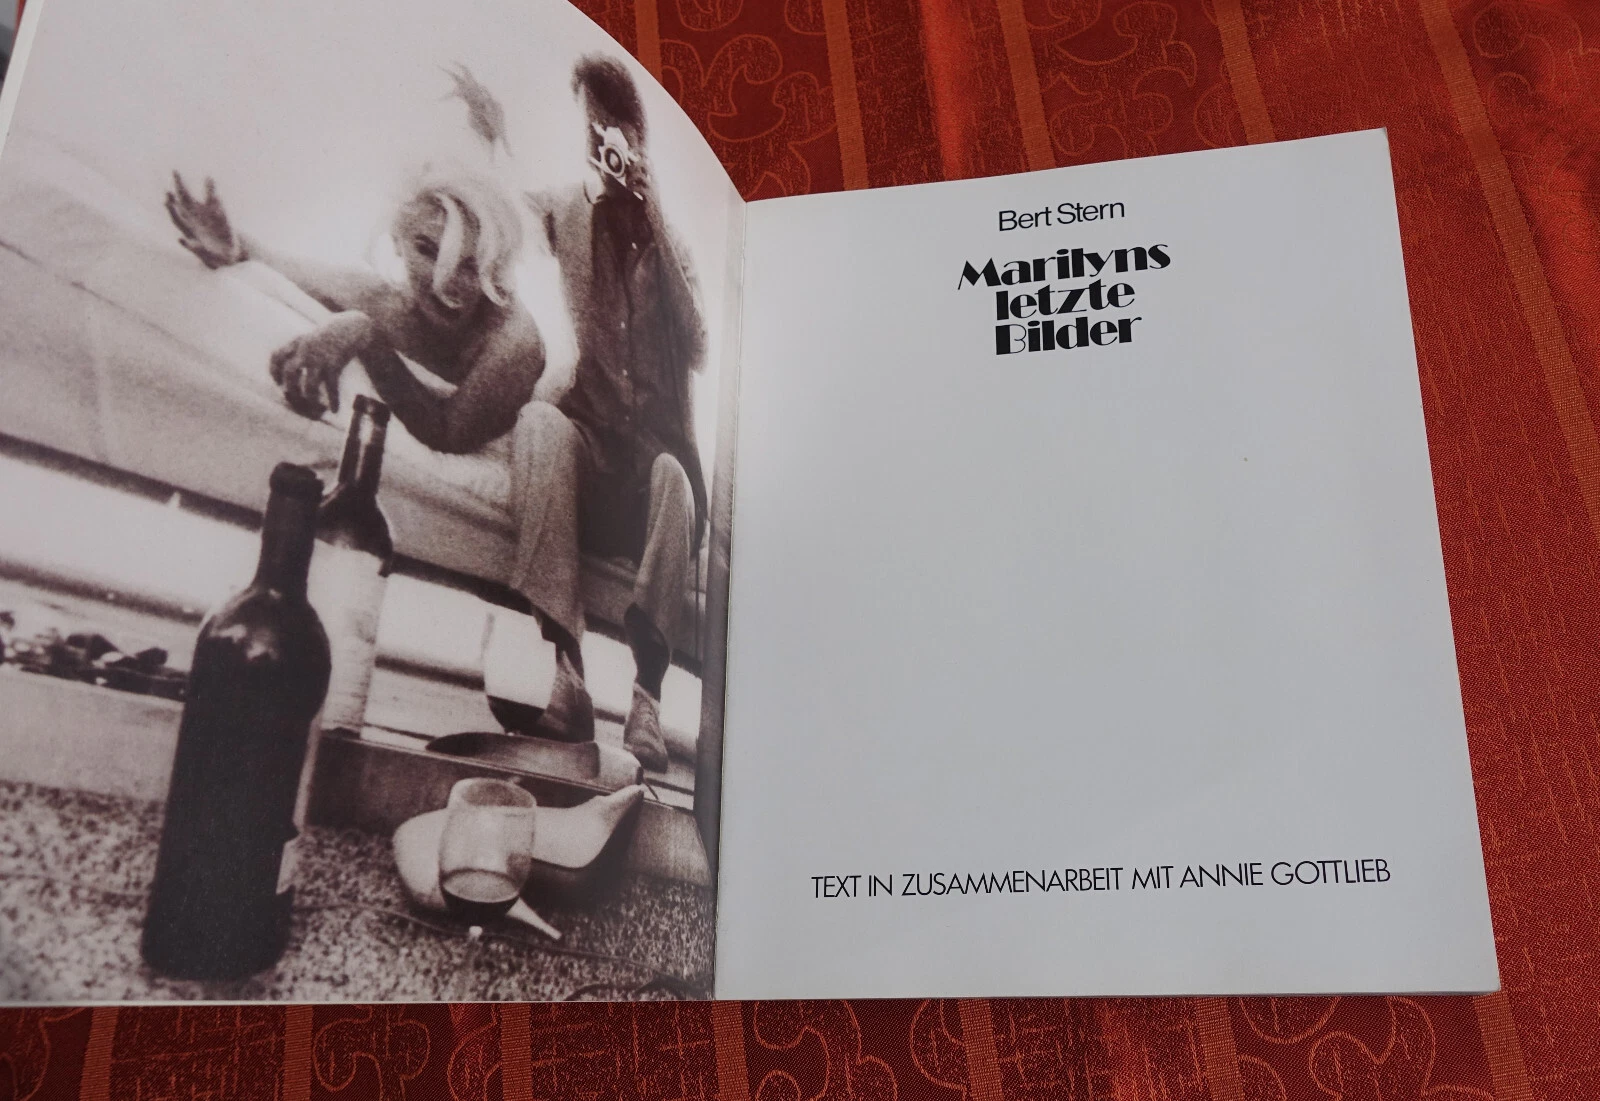 Bert Stern
Marilyns
letzte
Bilder
TEXT IN ZUSAMMENARBEIT MIT ANNIE GOTTLIEB